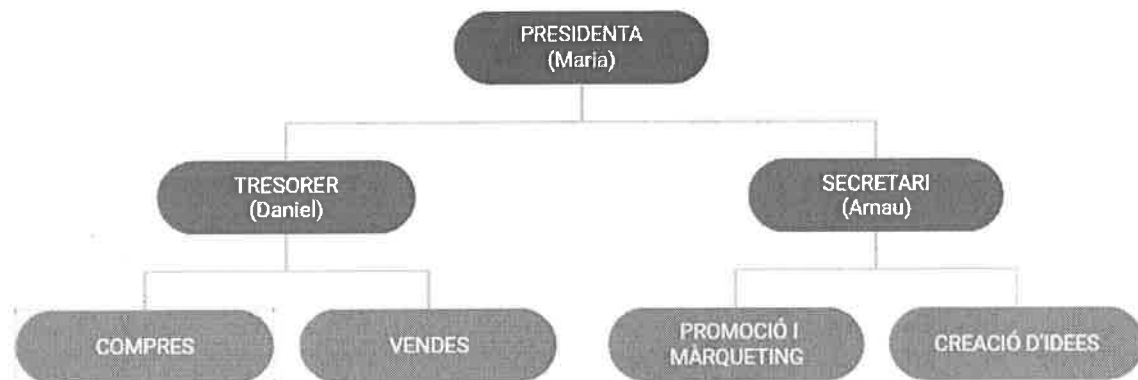 PRESIDENTA
(Maria)
TRESORER
(Daniel)
SECRETARI
(Arnau)
COMPRES
VENDES
PROMOCIÓ I
MÀRQUETING
CREACIÓ D'IDEES